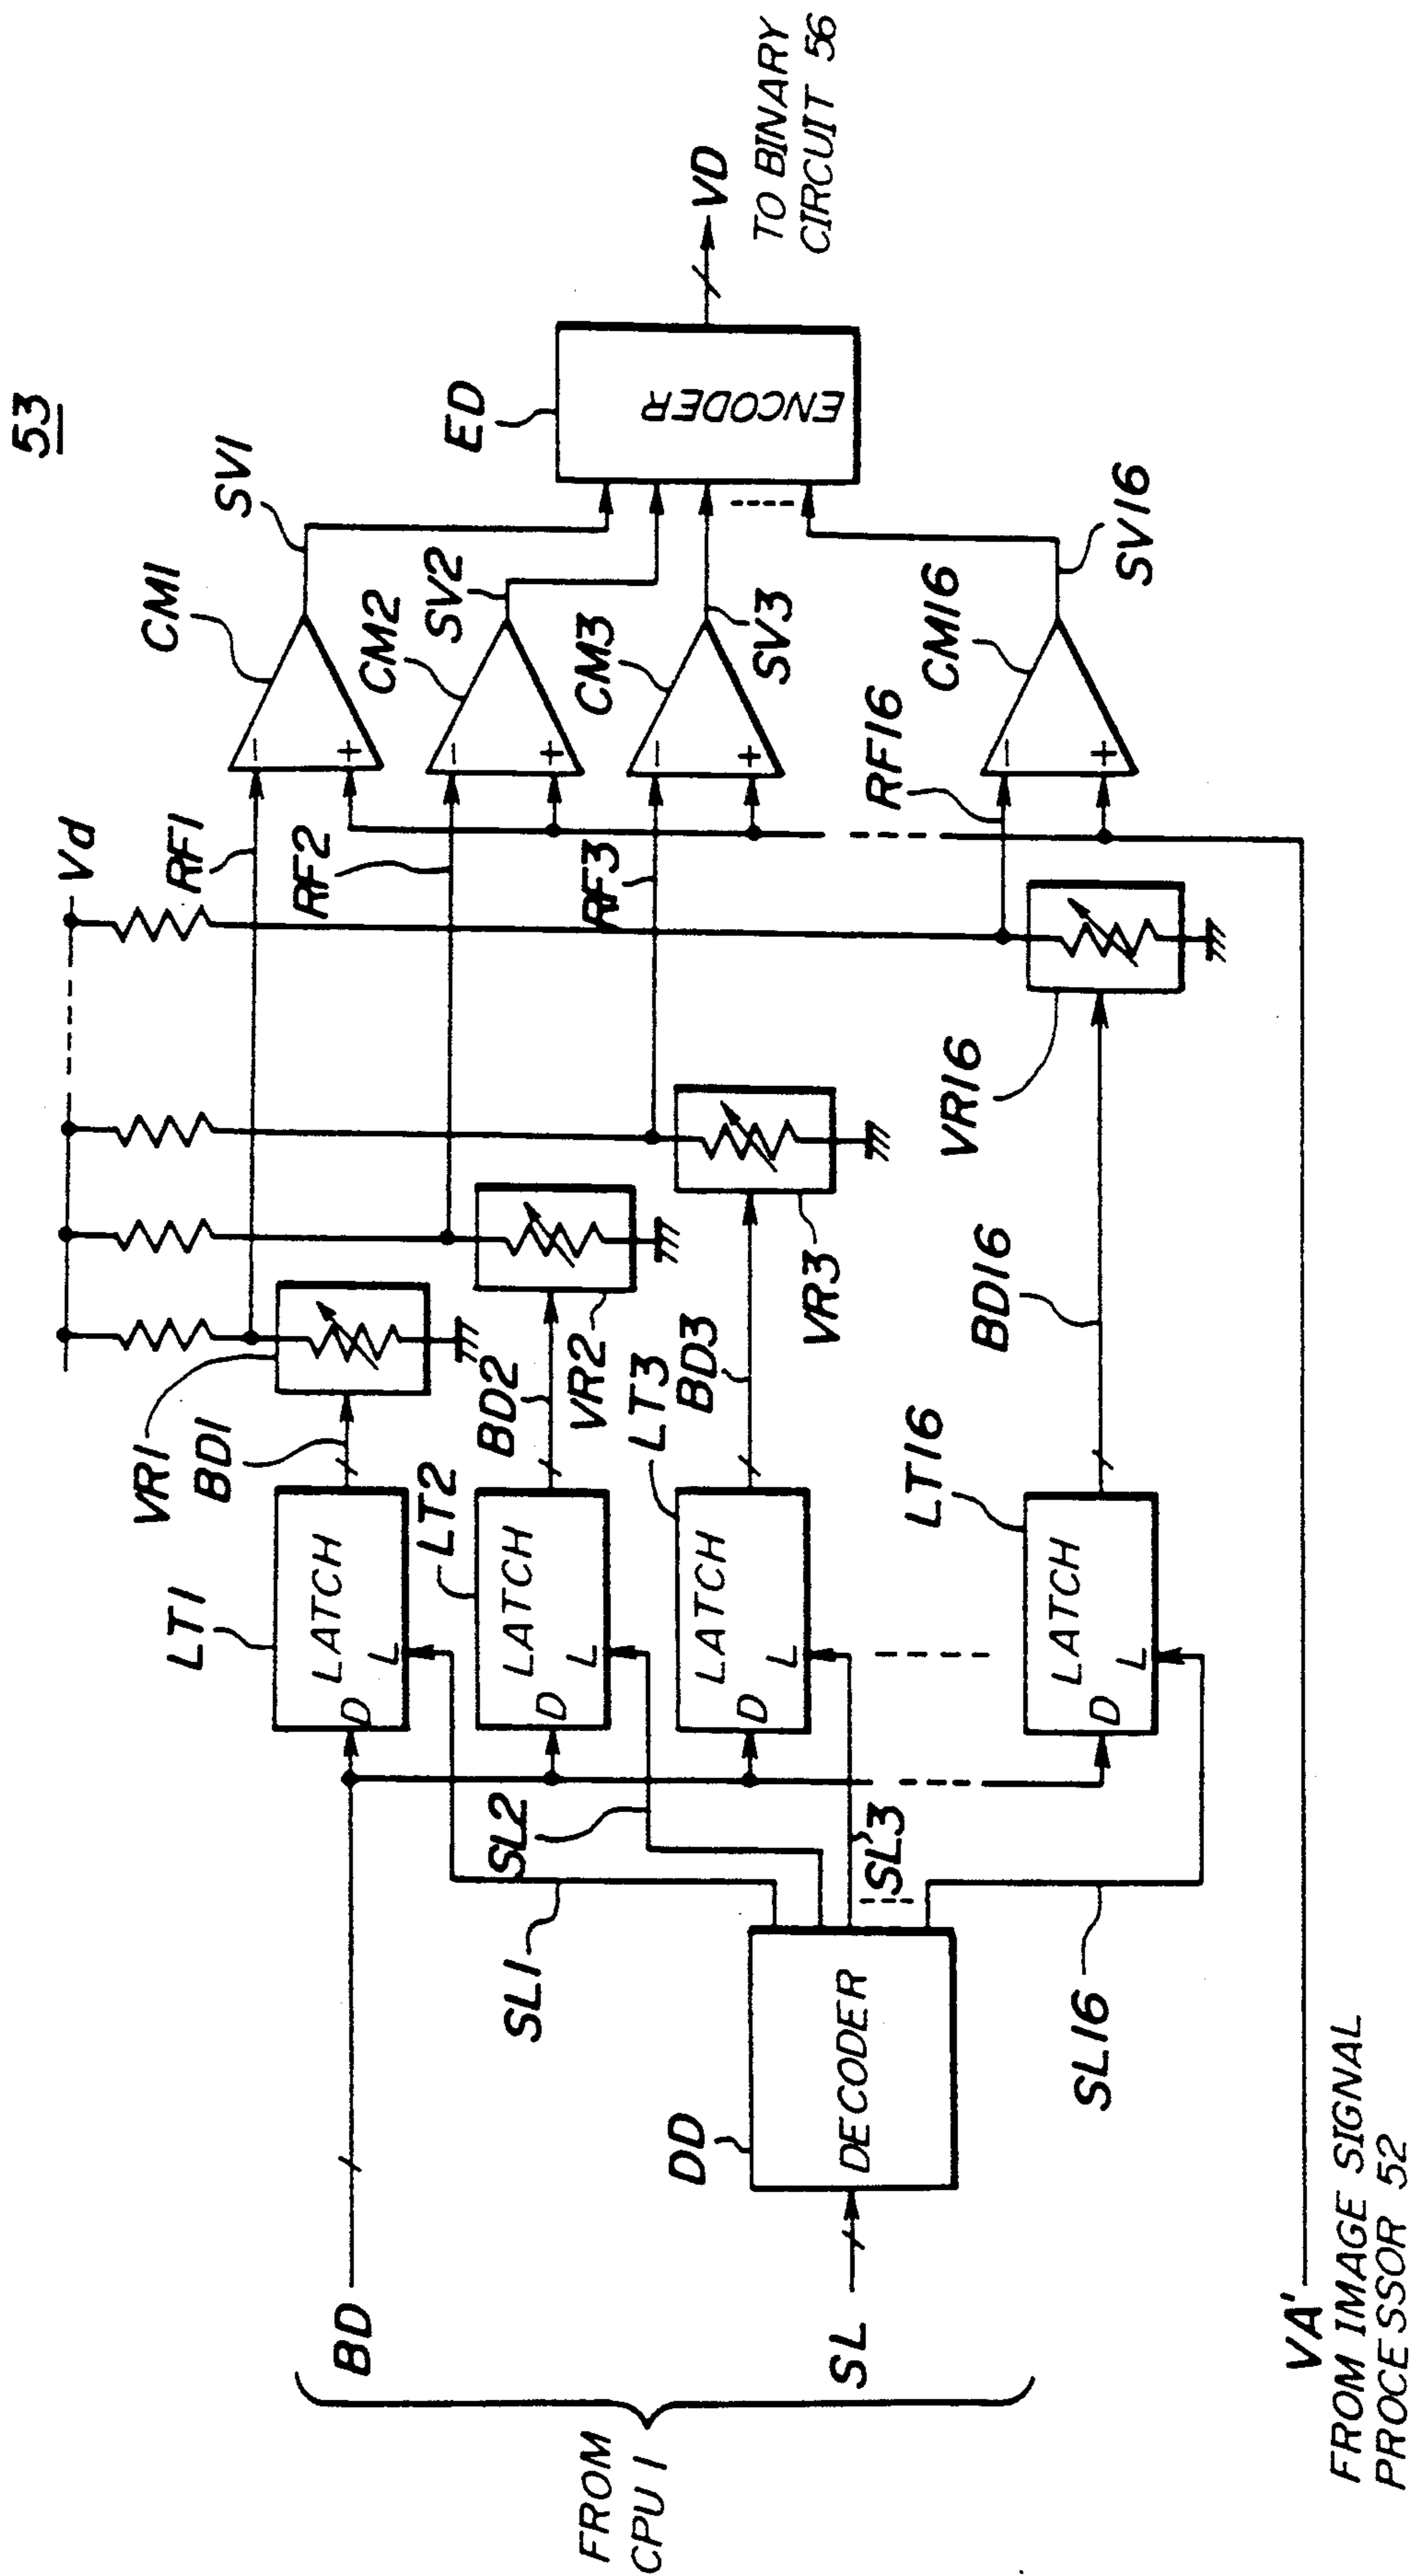 53
Vd
RF1
RF2
RF3
RF16
CM1
CM2
CM3
CM16
SV1
SV2
SV3
SV16
- +
- +
- +
- +
ED
ENCODER
VD
TO BINARY
CIRCUIT 56
VR1
VR2
VR3
VR16
BD1
BD2
BD3
BD16
LT1
LATCH
D L
LT2
LATCH
D L
LT3
LATCH
D L
LT16
LATCH
D L
SL1
SL2
SL3
SL16
DD
DECODER
BD
SL
FROM
CPU 1
VA'
FROM IMAGE SIGNAL
PROCESSOR 52